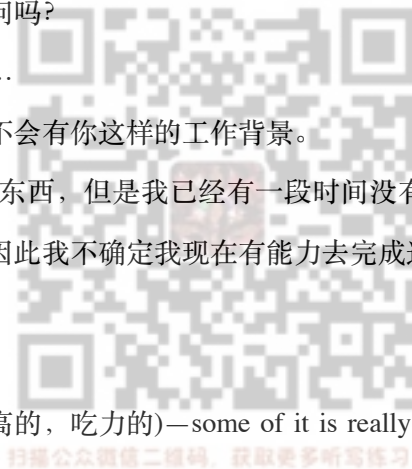 何吗?
..
不会有你这样的工作背景。
东西，但是我已经有一段时间没有
因此我不确定我现在有能力去完成
高的，吃力的)—some of it is really
扫描公众微信二维码，获取更多听写练习